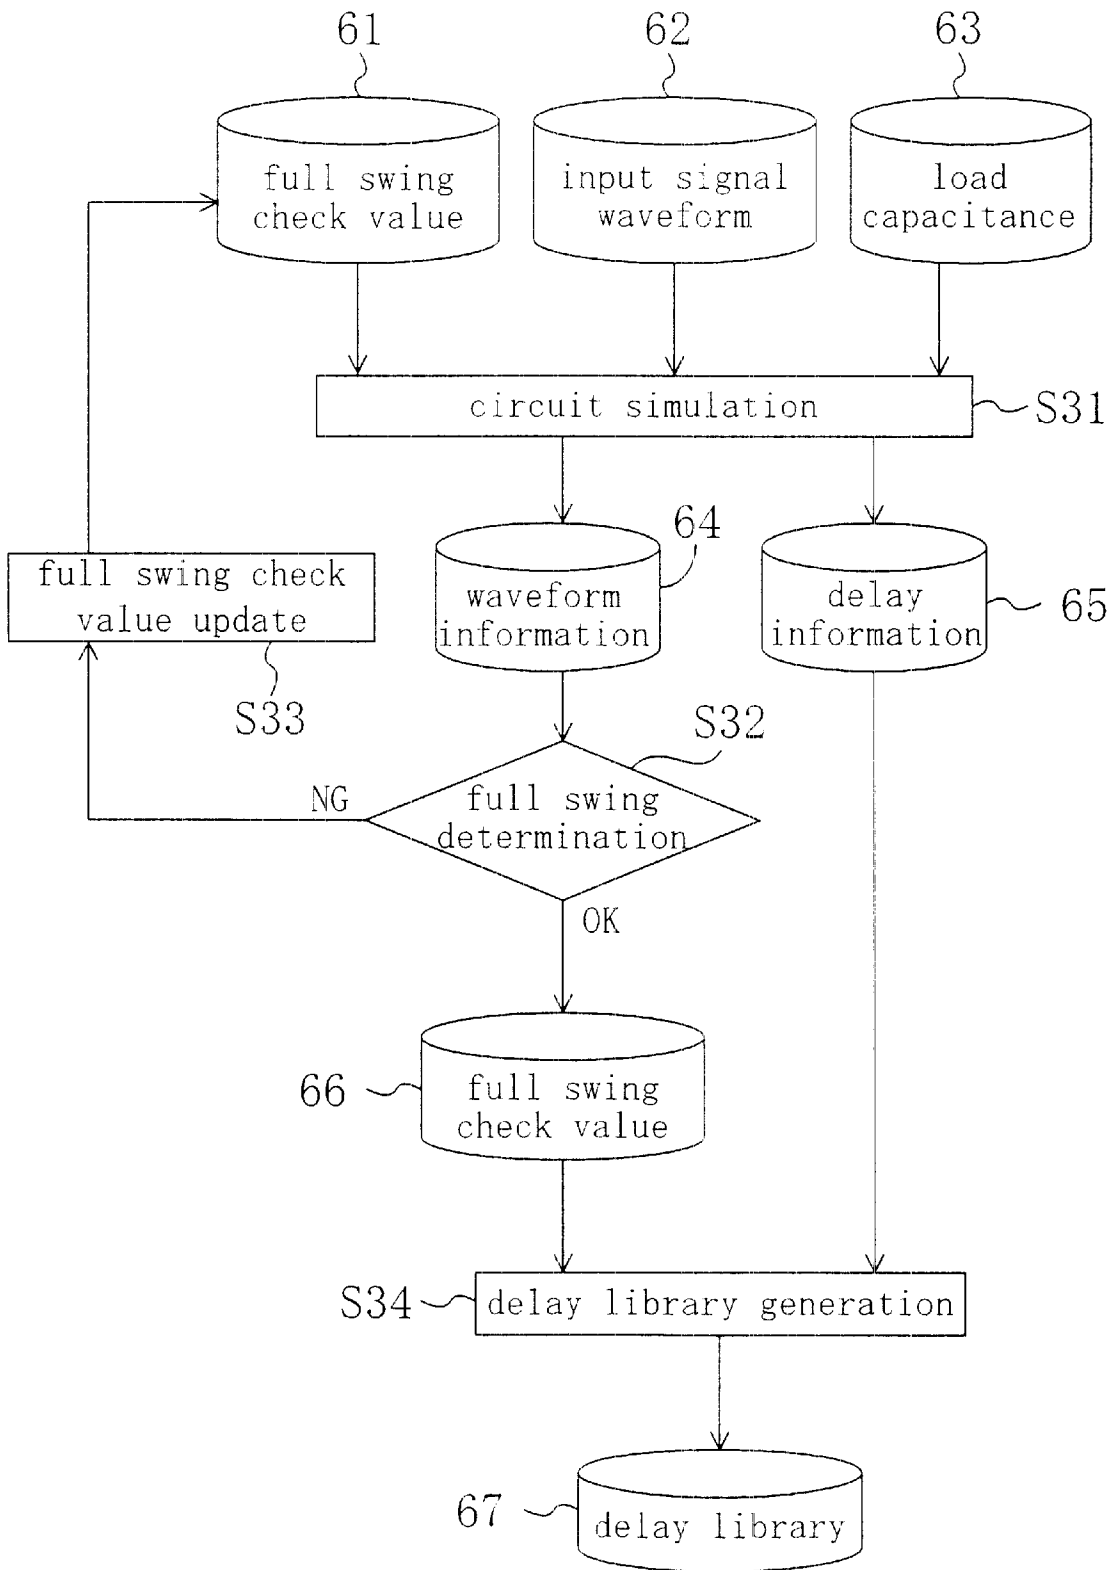 61
62
63
full swing
check value
input signal
waveform
load
capacitance
circuit simulation
S31
64
full swing check
value update
waveform
information
delay
information
65
S33
S32
NG
full swing
determination
OK
66
full swing
check value
S34
delay library generation
67
delay library